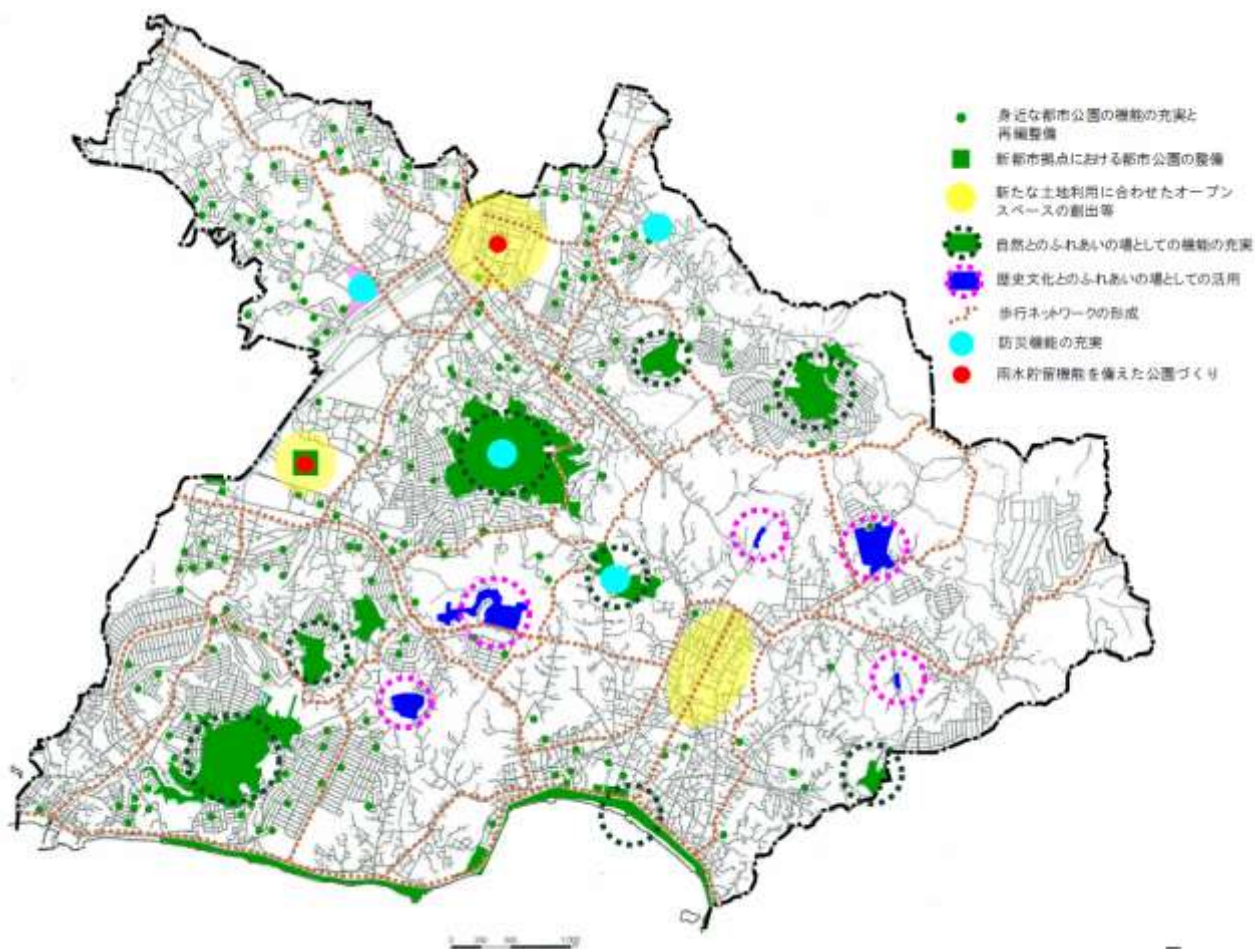 身近な都市公園の機能の充実と
再編整備
新都市拠点における都市公園の整備
新たな土地利用に合わせたオープン
スペースの創出等
自然とのふれあいの場としての機能の充実
歴史文化とのふれあいの場としての活用
歩行ネットワークの形成
防災機能の充実
雨水貯留機能を備えた公園づくり